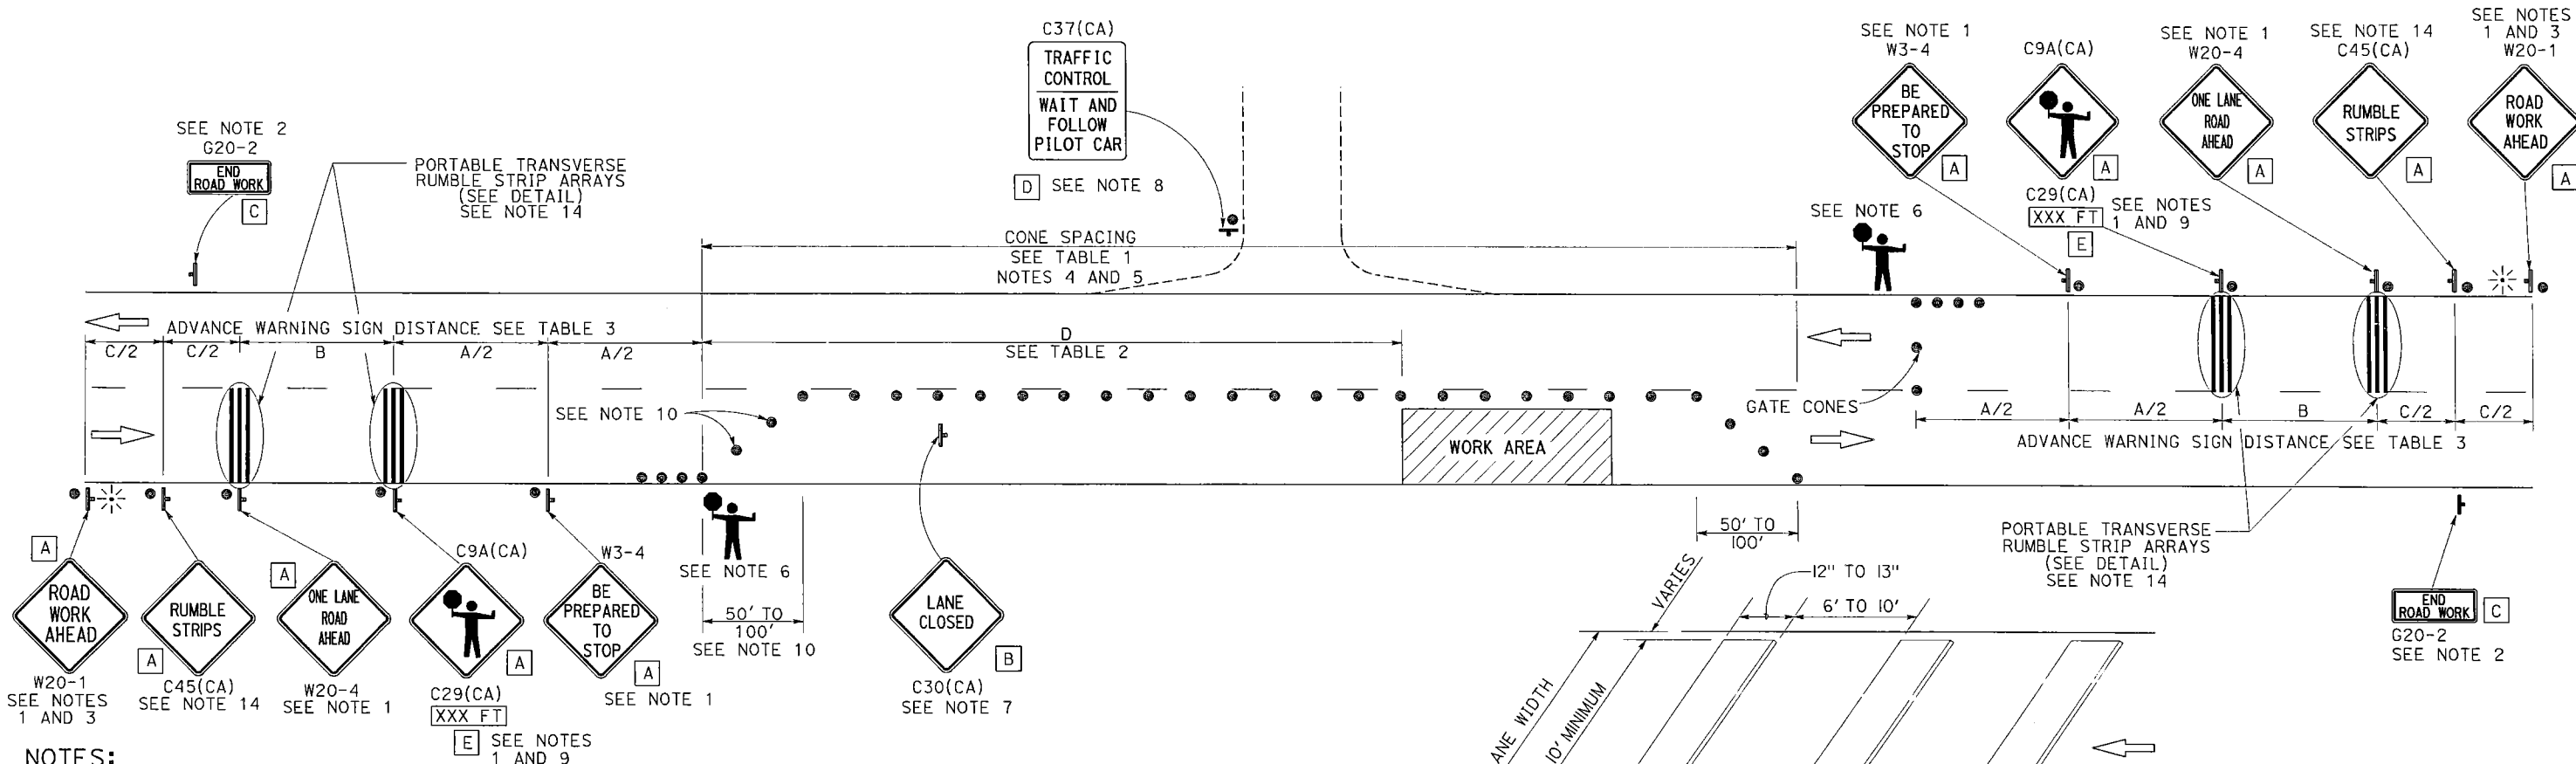 C37(CA)
TRAFFIC
CONTROL
WAIT AND
FOLLOW
PILOT CAR
D SEE NOTE 8
SEE NOTE 1
W3-4
BE
PREPARED
TO
STOP
A
C9A(CA)
A
C29(CA)
XXX FT
SEE NOTES
1 AND 9
E
SEE NOTE 1
W20-4
ONE LANE
ROAD
AHEAD
A
SEE NOTE 14
C45(CA)
RUMBLE
STRIPS
A
SEE NOTES
1 AND 3
W20-1
ROAD
WORK
AHEAD
A
SEE NOTE 2
G20-2
END
ROAD WORK
C
PORTABLE TRANSVERSE
RUMBLE STRIP ARRAYS
(SEE DETAIL)
SEE NOTE 14
CONE SPACING
SEE TABLE 1
NOTES 4 AND 5
SEE NOTE 6
ADVANCE WARNING SIGN DISTANCE SEE TABLE 3
C/2
C/2
B
A/2
A/2
D
SEE TABLE 2
SEE NOTE 10
WORK AREA
GATE CONES
A/2
A/2
B
C/2
C/2
ADVANCE WARNING SIGN DISTANCE SEE TABLE 3
A
ROAD
WORK
AHEAD
W20-1
SEE NOTES
1 AND 3
RUMBLE
STRIPS
A
C45(CA)
SEE NOTE 14
A
ONE LANE
ROAD
AHEAD
W20-4
SEE NOTE 1
C9A(CA)
A
C29(CA)
XXX FT
E SEE NOTES
1 AND 9
W3-4
BE
PREPARED
TO
STOP
A
SEE NOTE 1
SEE NOTE 6
50' TO
100'
SEE NOTE 10
LANE
CLOSED
B
C30(CA)
SEE NOTE 7
50' TO
100'
PORTABLE TRANSVERSE
RUMBLE STRIP ARRAYS
(SEE DETAIL)
SEE NOTE 14
END
ROAD WORK
C
G20-2
SEE NOTE 2
VARIES
12" TO 13"
6' TO 10'
ANE WIDTH
10' MINIMUM
NOTES: